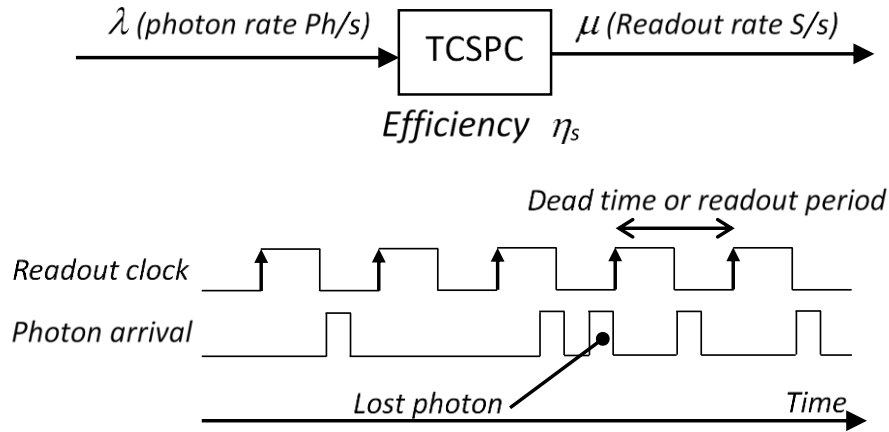 λ (photon rate Ph/s)
TCSPC
μ (Readout rate S/s)
Efficiency ηs
Dead time or readout period
Readout clock
Photon arrival
Lost photon
Time